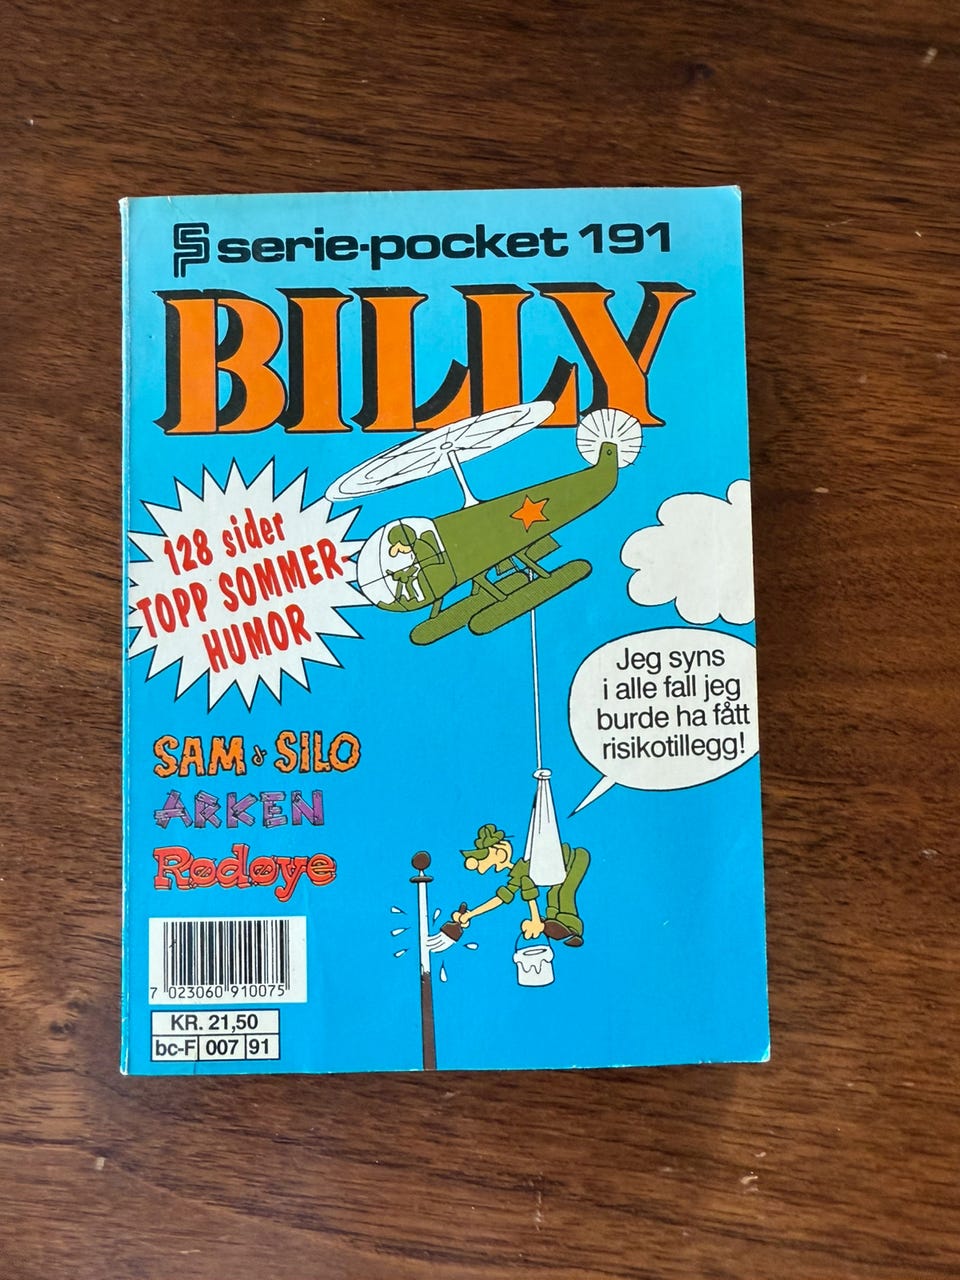 serie-pocket 191
BILLY
128 sider
TOPP SOMMER-
HUMOR
Jeg syns
i alle fall jeg
burde ha fått
risikotillegg!
SAM & SILO
ARKEN
Rødøye
7 023060 910075
KR. 21,50
bc-F 007 91